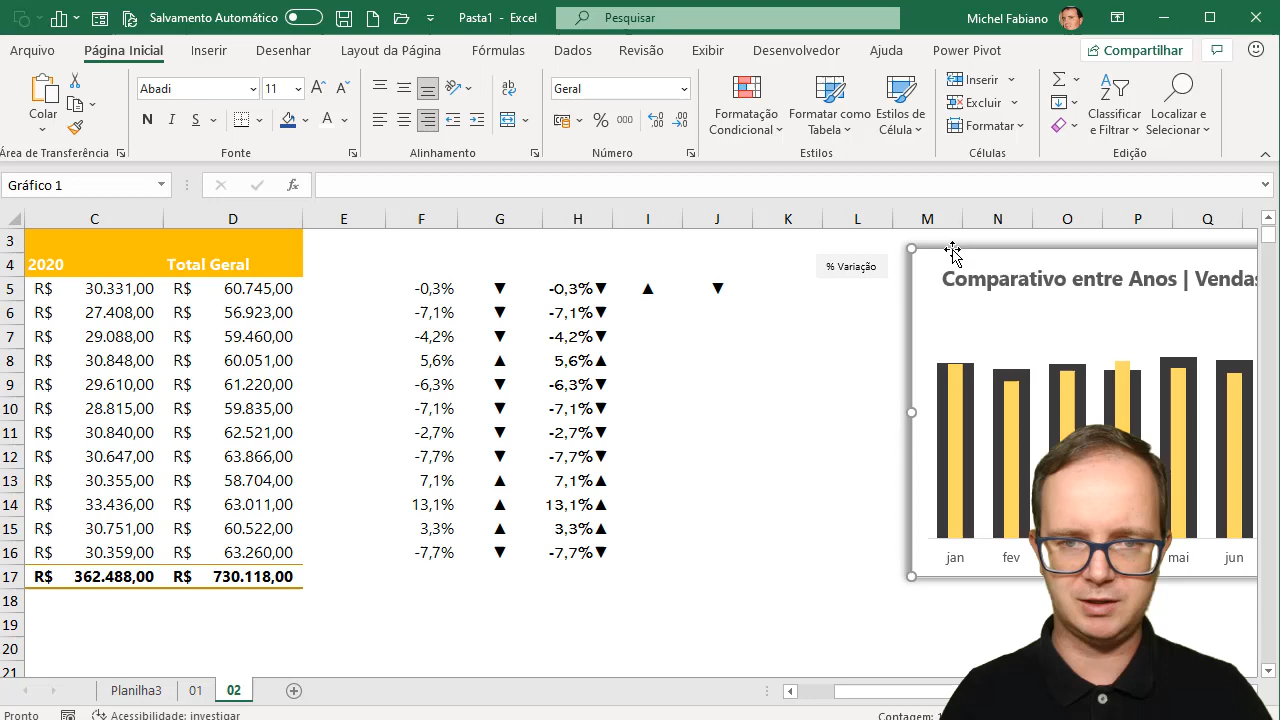 Salvamento Automático
Pasta1 - Excel
Pesquisar
Michel Fabiano
Arquivo Página Inicial Inserir Desenhar Layout da Página Fórmulas Dados Revisão Exibir Desenvolvedor Ajuda Power Pivot Compartilhar
Colar
Abadi 11
N I S
Geral
% 000
Formatação Condicional
Formatar como Tabela
Estilos de Célula
Inserir
Excluir
Formatar
Classificar e Filtrar
Localizar e Selecionar
Área de Transferência Fonte Alinhamento Número Estilos Células Edição
Gráfico 1 fx
C D E F G H I J K L M N O P Q
3
4 2020 Total Geral % Variação
5 R$ 30.331,00 R$ 60.745,00 -0,3% ▼ -0,3%▼ ▲ ▼
6 R$ 27.408,00 R$ 56.923,00 -7,1% ▼ -7,1%▼
7 R$ 29.088,00 R$ 59.460,00 -4,2% ▼ -4,2%▼
8 R$ 30.848,00 R$ 60.051,00 5,6% ▲ 5,6%▲
9 R$ 29.610,00 R$ 61.220,00 -6,3% ▼ -6,3%▼
10 R$ 28.815,00 R$ 59.835,00 -7,1% ▼ -7,1%▼
11 R$ 30.840,00 R$ 62.521,00 -2,7% ▼ -2,7%▼
12 R$ 30.647,00 R$ 63.866,00 -7,7% ▼ -7,7%▼
13 R$ 30.355,00 R$ 58.704,00 7,1% ▲ 7,1%▲
14 R$ 33.436,00 R$ 63.011,00 13,1% ▲ 13,1%▲
15 R$ 30.751,00 R$ 60.522,00 3,3% ▲ 3,3%▲
16 R$ 30.359,00 R$ 63.260,00 -7,7% ▼ -7,7%▼
17 R$ 362.488,00 R$ 730.118,00
18
19
20
21
Comparativo entre Anos | Vendas
jan fev mai jun
Planilha3 01 02
Pronto Acessibilidade: investigar Contagem: